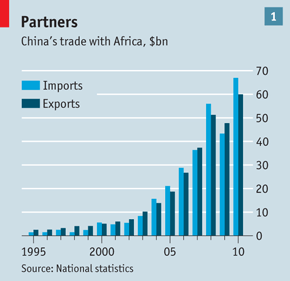 Partners
1
China's trade with Africa, $bn
Imports
Exports
70
60
50
40
30
20
10
0
1995
2000
05
10
Source: National statistics